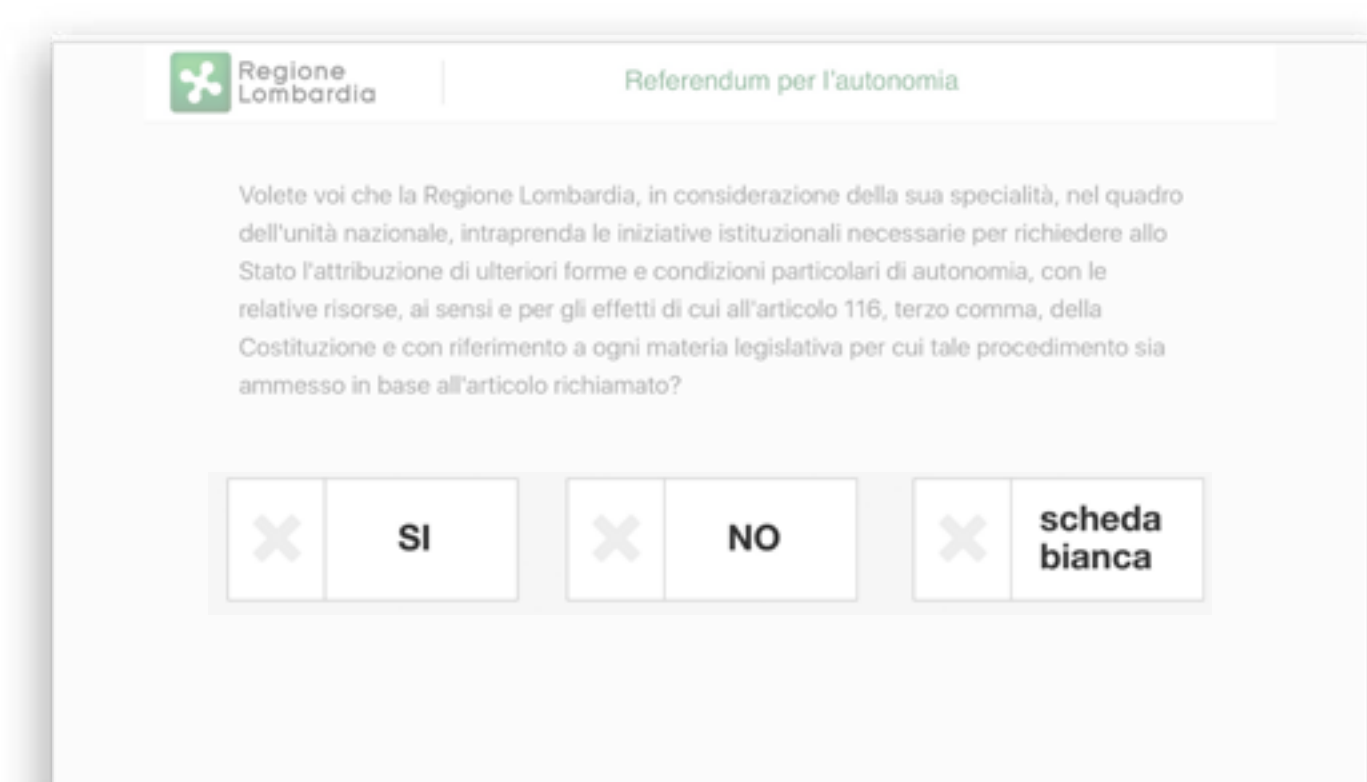 Regione
Lombardia
Referendum per l'autonomia
Volete voi che la Regione Lombardia, in considerazione della sua specialità, nel quadro
dell'unità nazionale, intraprenda le iniziative istituzionali necessarie per richiedere allo
Stato l'attribuzione di ulteriori forme e condizioni particolari di autonomia, con le
relative risorse, ai sensi e per gli effetti di cui all'articolo 116, terzo comma, della
Costituzione e con riferimento a ogni materia legislativa per cui tale procedimento sia
ammesso in base all'articolo richiamato?
SI
NO
scheda
bianca